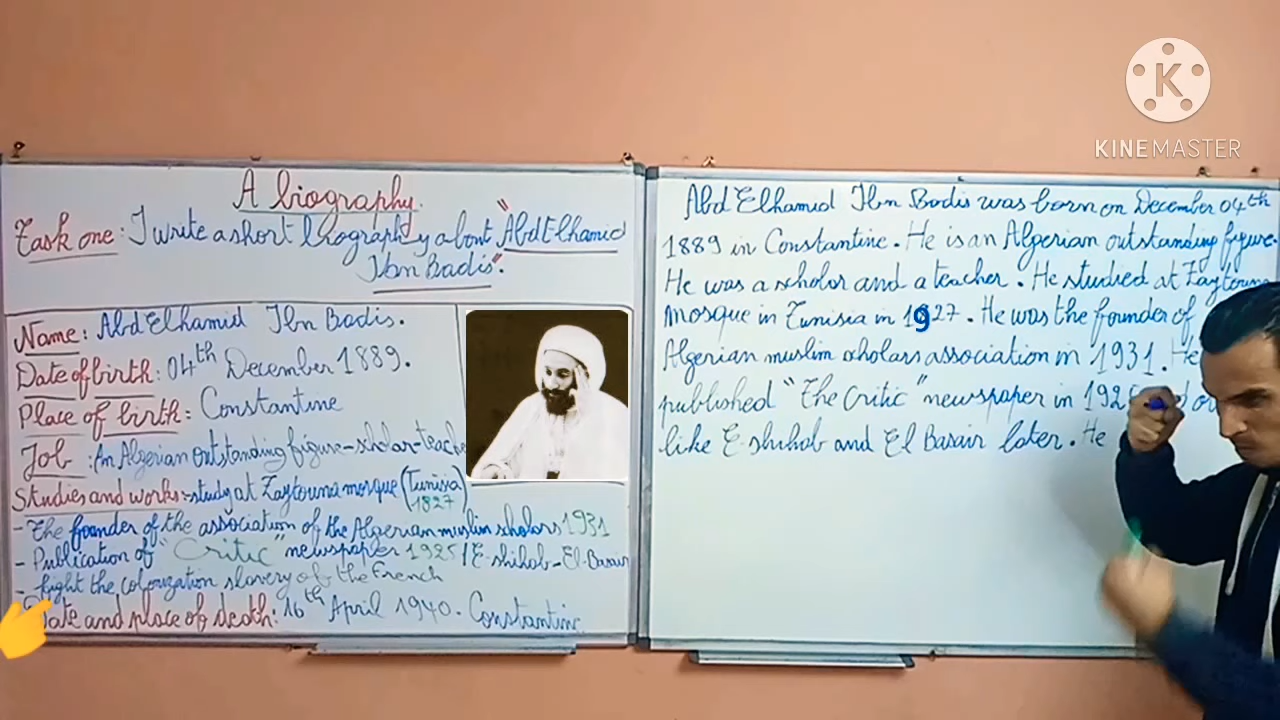 KINEMASTER
A biography.
Task one: I write a short biography about "Abd Elhamid
Ibn Badis".
Name: Abd Elhamid Ibn Badis.
Date of birth: 04th December 1889.
Place of birth: Constantine
Job: An Algerian outstanding figure-scholar-teache
Studies and works: -study at Zaytouna mosque (Tunisia)
1827
- The founder of the association of the Algerian muslim scholars 1931
- Publication of "Critic" newspaper 1925/E-shihab-El-Basair
- Fight the colonization slavery of the French
Date and place of death: 16th April 1940. Constantine
Abd Elhamid Ibn Badis was born on December 04th
1889 in Constantine. He is an Algerian outstanding figure.
He was a scholar and a teacher. He studied at Zaytouna
Mosque in Tunisia in 1927. He was the founder of
Algerian muslim scholars association in 1931. He
published "The Critic" newspaper in 1925
like E-shihab and El Basair later. He